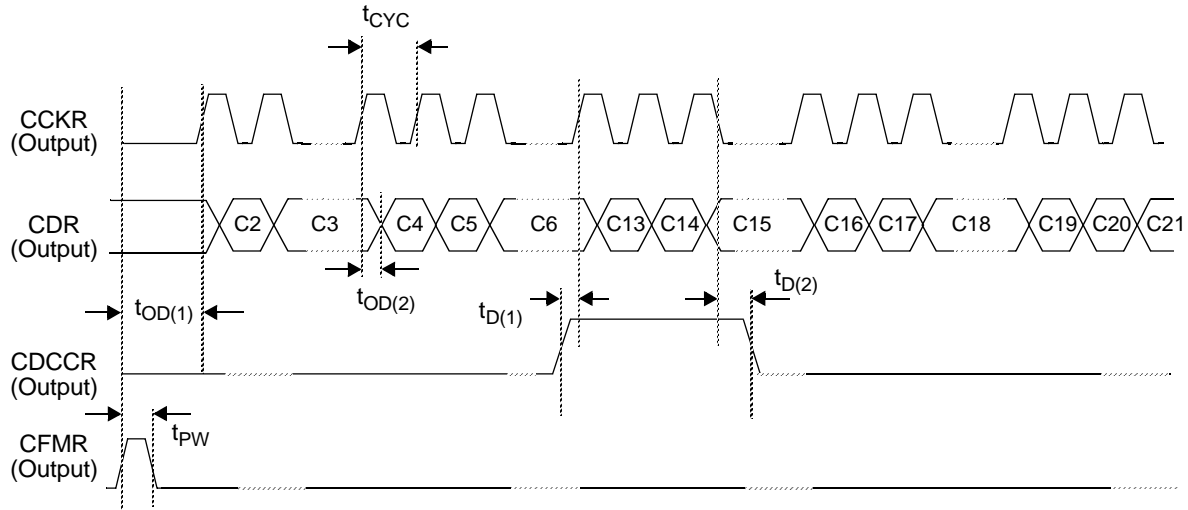 tCYC
CCKR
(Output)
CDR
C2 C3 C4 C5 C6 C13 C14 C15 C16 C17 C18 C19 C20 C21
tOD(1)
tOD(2)
tD(1)
tD(2)
CDCCR
(Output)
tPW
CFMR
(Output)